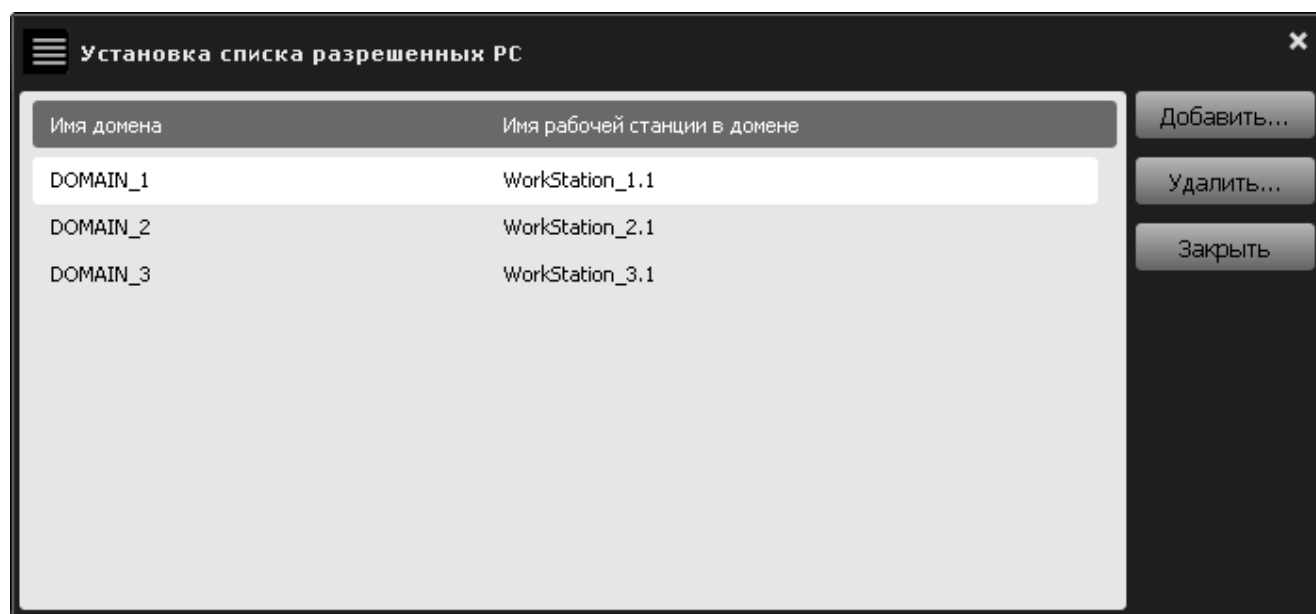 Установка списка разрешенных РС
Имя домена Имя рабочей станции в домене
DOMAIN_1 WorkStation_1.1
DOMAIN_2 WorkStation_2.1
DOMAIN_3 WorkStation_3.1
Добавить...
Удалить...
Закрыть